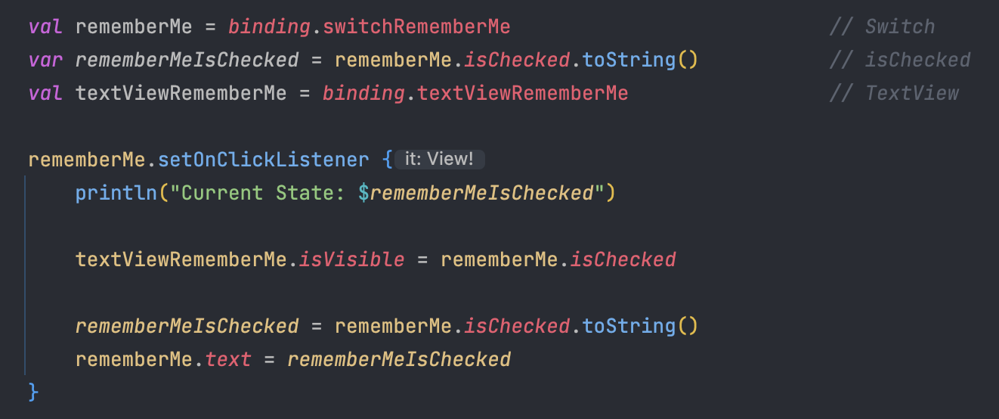 val rememberMe = binding.switchRememberMe // Switch
var rememberMeIsChecked = rememberMe.isChecked.toString() // isChecked
val textViewRememberMe = binding.textViewRememberMe // TextView
rememberMe.setOnClickListener { it: View!
println("Current State: $rememberMeIsChecked")
textViewRememberMe.isVisible = rememberMe.isChecked
rememberMeIsChecked = rememberMe.isChecked.toString()
rememberMe.text = rememberMeIsChecked
}